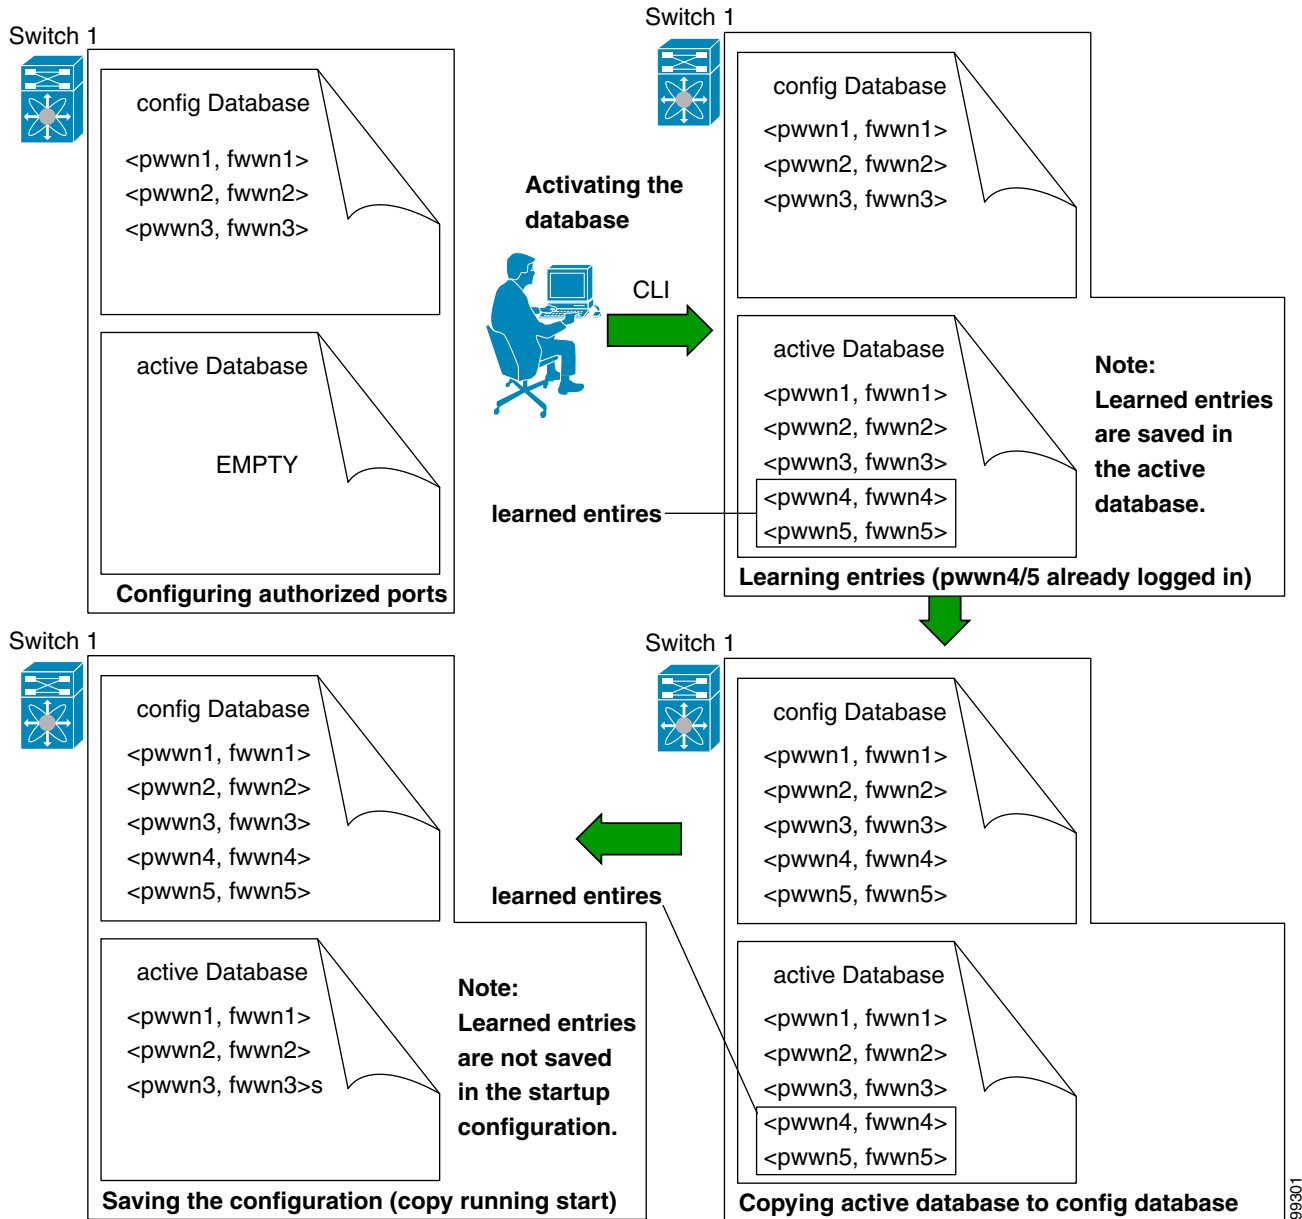 Switch 1
config Database
<pwwn1, fwwn1>
<pwwn2, fwwn2>
<pwwn3, fwwn3>
active Database
EMPTY
Configuring authorized ports
Activating the
database
CLI
Switch 1
config Database
<pwwn1, fwwn1>
<pwwn2, fwwn2>
<pwwn3, fwwn3>
active Database
<pwwn1, fwwn1>
<pwwn2, fwwn2>
<pwwn3, fwwn3>
<pwwn4, fwwn4>
<pwwn5, fwwn5>
learned entires
Note:
Learned entries
are saved in
the active
database.
Learning entries (pwwn4/5 already logged in)
Switch 1
config Database
<pwwn1, fwwn1>
<pwwn2, fwwn2>
<pwwn3, fwwn3>
<pwwn4, fwwn4>
<pwwn5, fwwn5>
active Database
<pwwn1, fwwn1>
<pwwn2, fwwn2>
<pwwn3, fwwn3>s
Note:
Learned entries
are not saved
in the startup
configuration.
Saving the configuration (copy running start)
Switch 1
config Database
<pwwn1, fwwn1>
<pwwn2, fwwn2>
<pwwn3, fwwn3>
<pwwn4, fwwn4>
<pwwn5, fwwn5>
learned entires
active Database
<pwwn1, fwwn1>
<pwwn2, fwwn2>
<pwwn3, fwwn3>
<pwwn4, fwwn4>
<pwwn5, fwwn5>
Copying active database to config database
99301